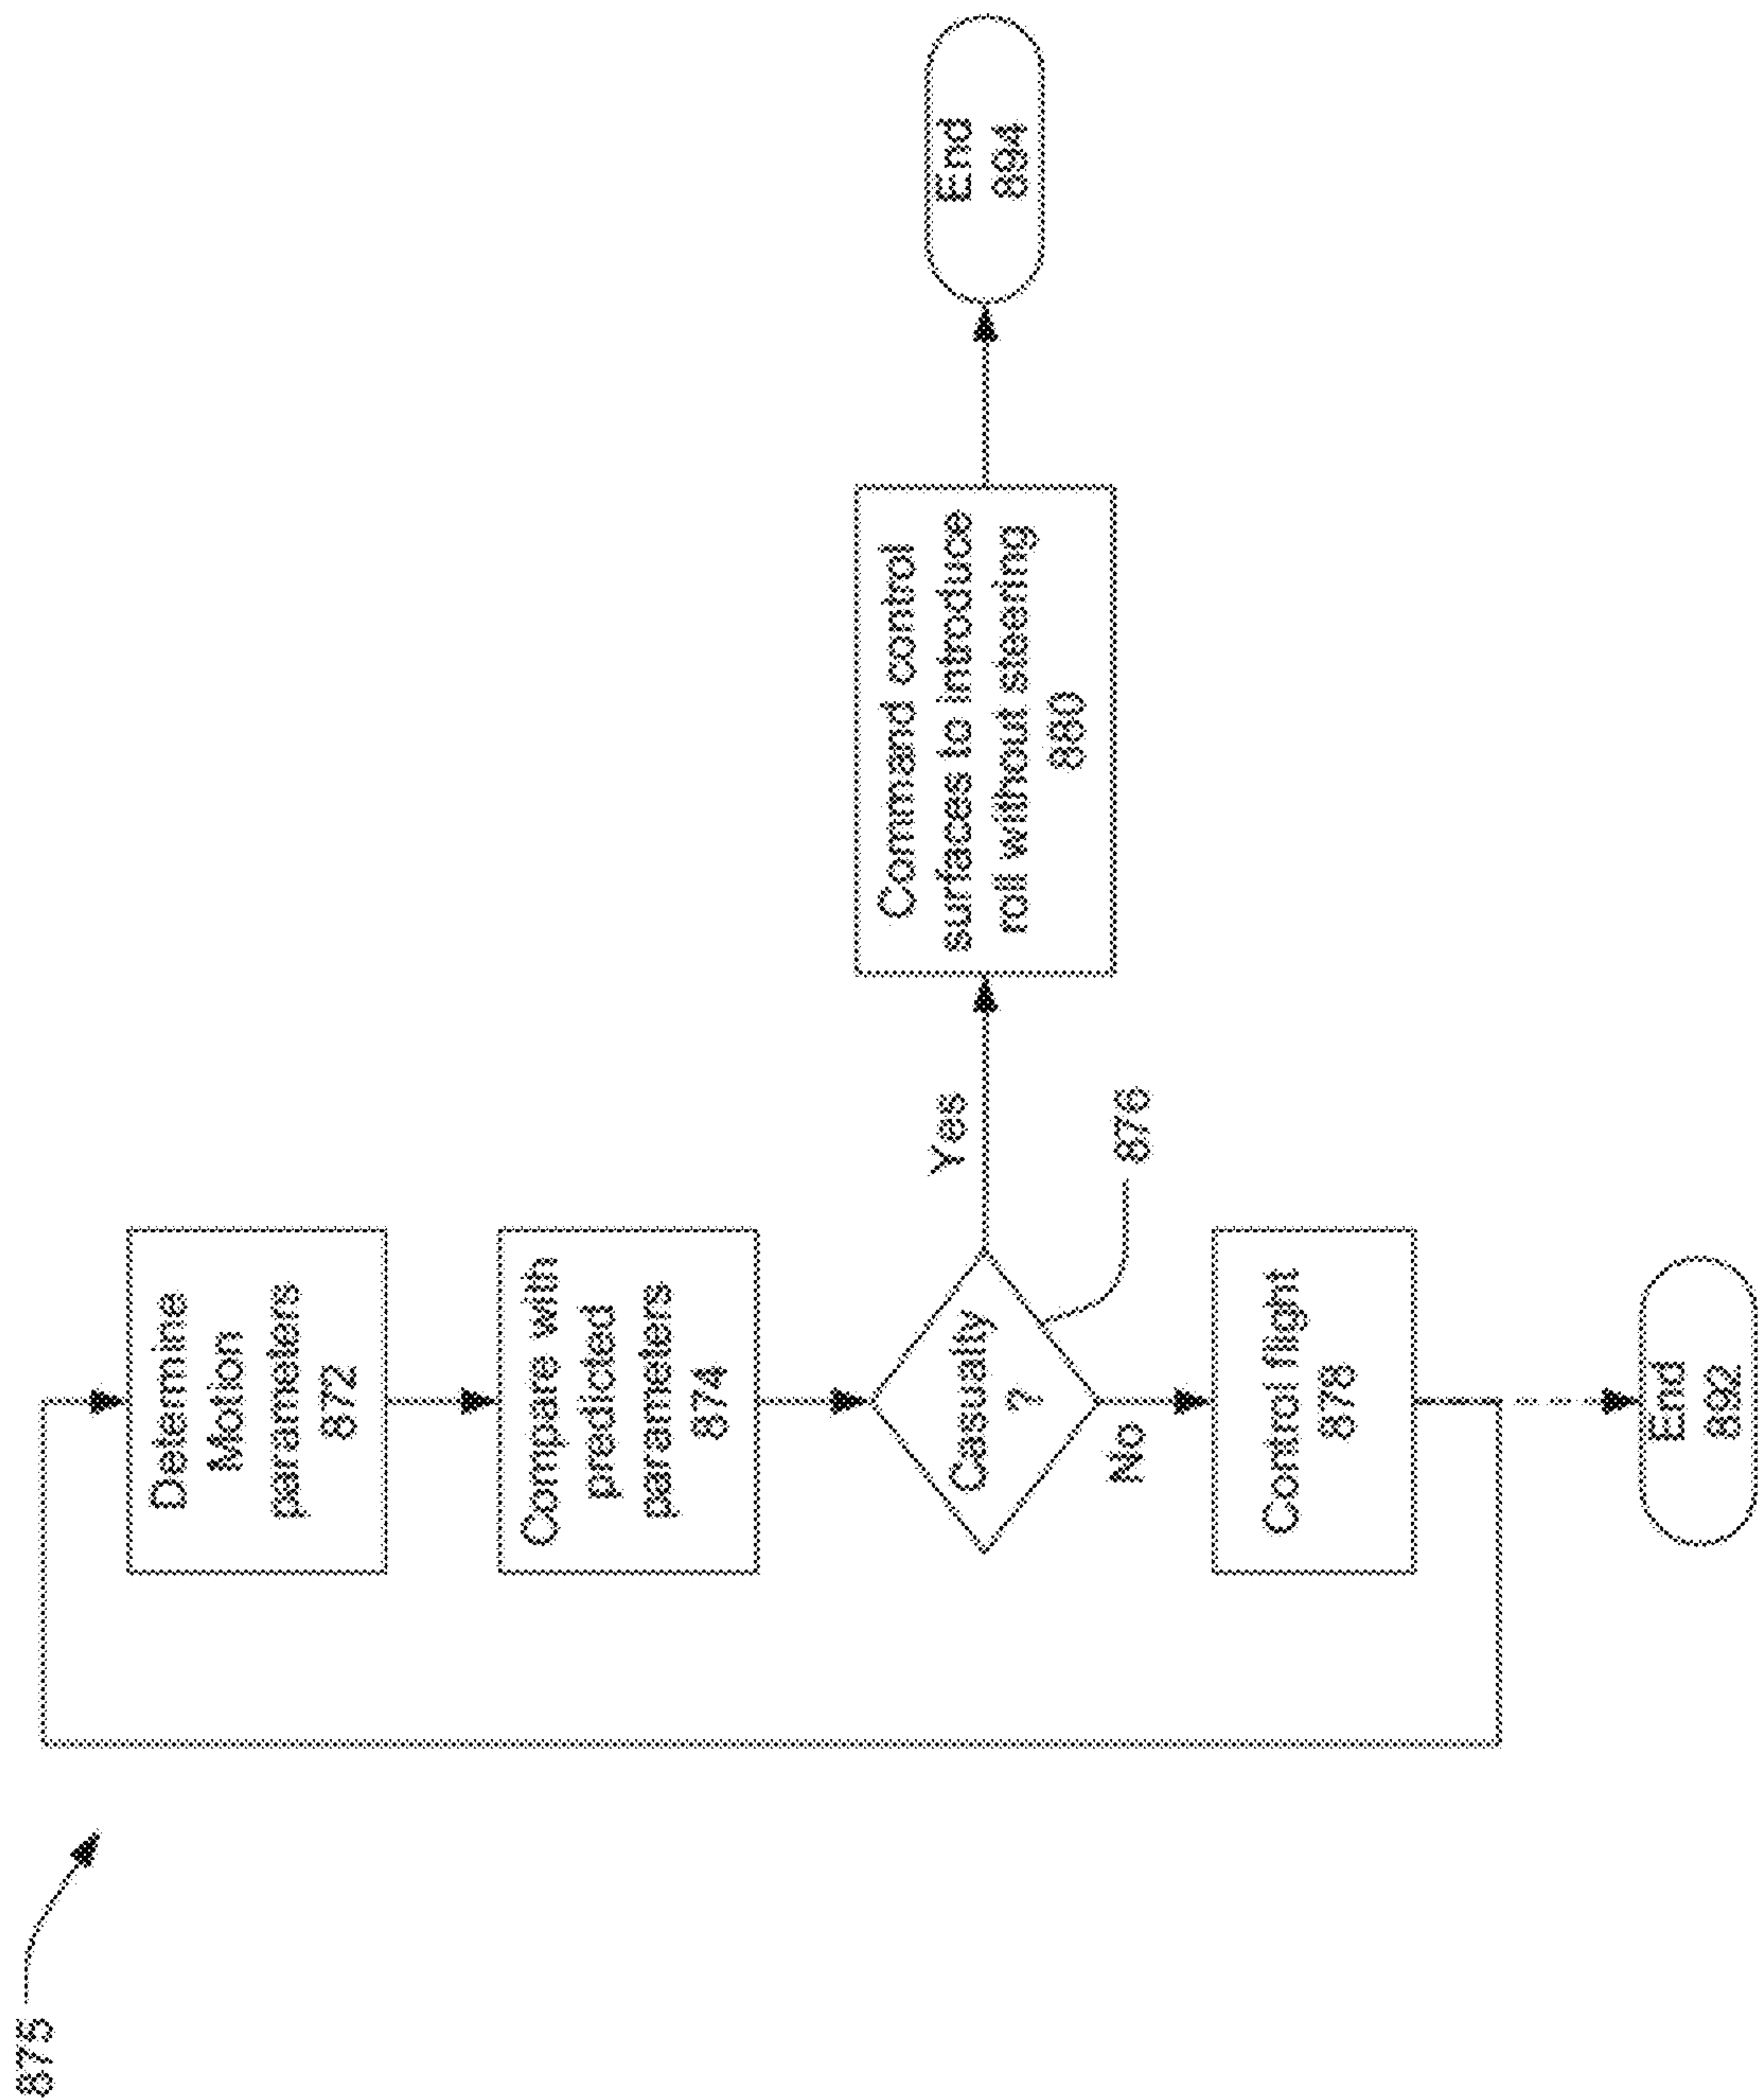 875
Determine
Motion
parameters
872
Compare with
predicted
parameters
874
Casualty
?
Yes
876
No
Command control
surfaces to introduce
roll without steering
880
End
894
Control flight
878
End
892